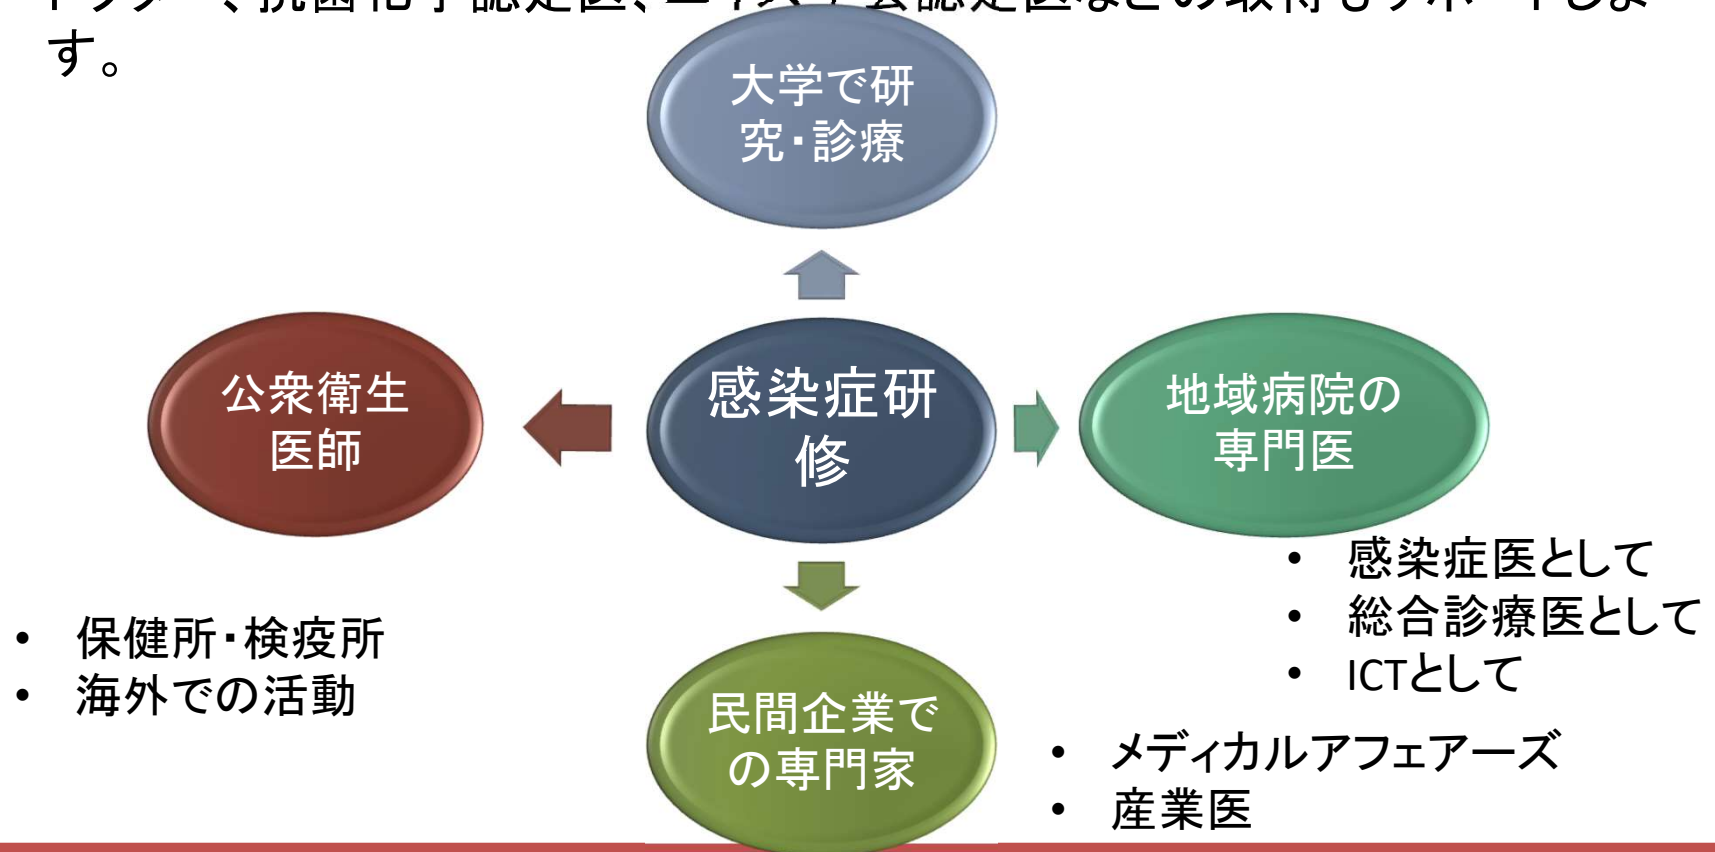 す。
大学で研
究・診療
公衆衛生
医師
感染症研
修
地域病院の
専門医
• 感染症医として
• 総合診療医として
• ICTとして
• 保健所・検疫所
• 海外での活動
民間企業で
の専門家
• メディカルアフェアーズ
• 産業医